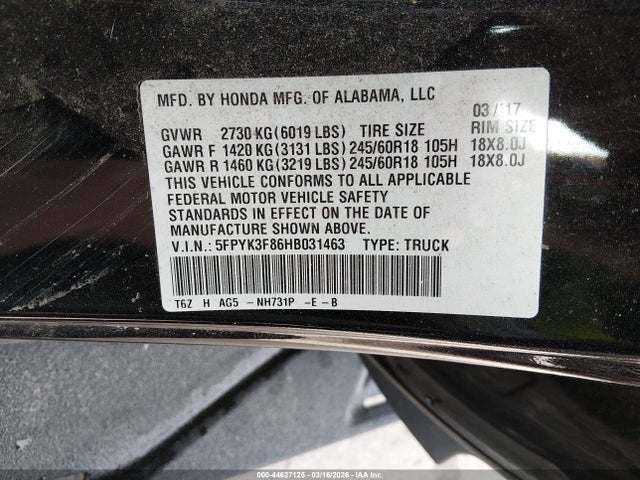 MFD. BY HONDA MFG. OF ALABAMA, LLC 03/'17
GVWR 2730 KG(6019 LBS) TIRE SIZE RIM SIZE
GAWR F 1420 KG(3131 LBS)245/60R18 105H 18X8.0J
GAWR R 1460 KG(3219 LBS)245/60R18 105H 18X8.0J
THIS VEHICLE CONFORMS TO ALL APPLICABLE
FEDERAL MOTOR VEHICLE SAFETY
STANDARDS IN EFFECT ON THE DATE OF
MANUFACTURE SHOWN ABOVE.
V.I.N.: 5FPYK3F86HB031463 TYPE: TRUCK
T6Z H AG5 -NH731P -E-B
000-44627126 | 03/16/2026 | IAA Inc.